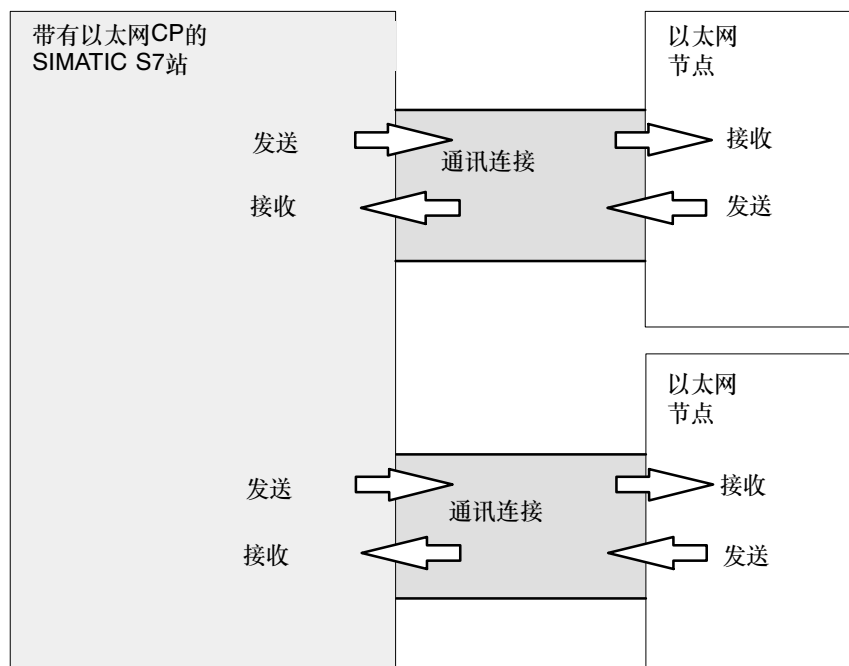 带有以太网CP的
SIMATIC S7站
以太网
节点
发送
通讯连接
接收
接收
发送
以太网
节点
发送
通讯连接
接收
接收
发送